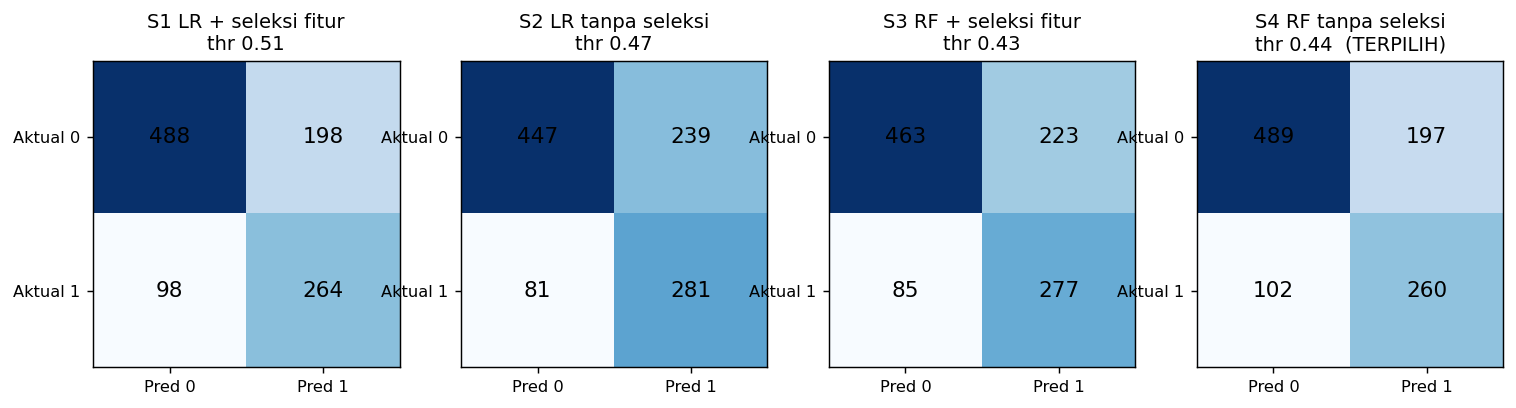 S1 LR + seleksi fitur
thr 0.51
Aktual 0
488
198
Aktual 1
98
264
Pred 0
Pred 1
S2 LR tanpa seleksi
thr 0.47
Aktual 0
447
239
Aktual 1
81
281
Pred 0
Pred 1
S3 RF + seleksi fitur
thr 0.43
Aktual 0
463
223
Aktual 1
85
277
Pred 0
Pred 1
S4 RF tanpa seleksi
thr 0.44  (TERPILIH)
Aktual 0
489
197
Aktual 1
102
260
Pred 0
Pred 1